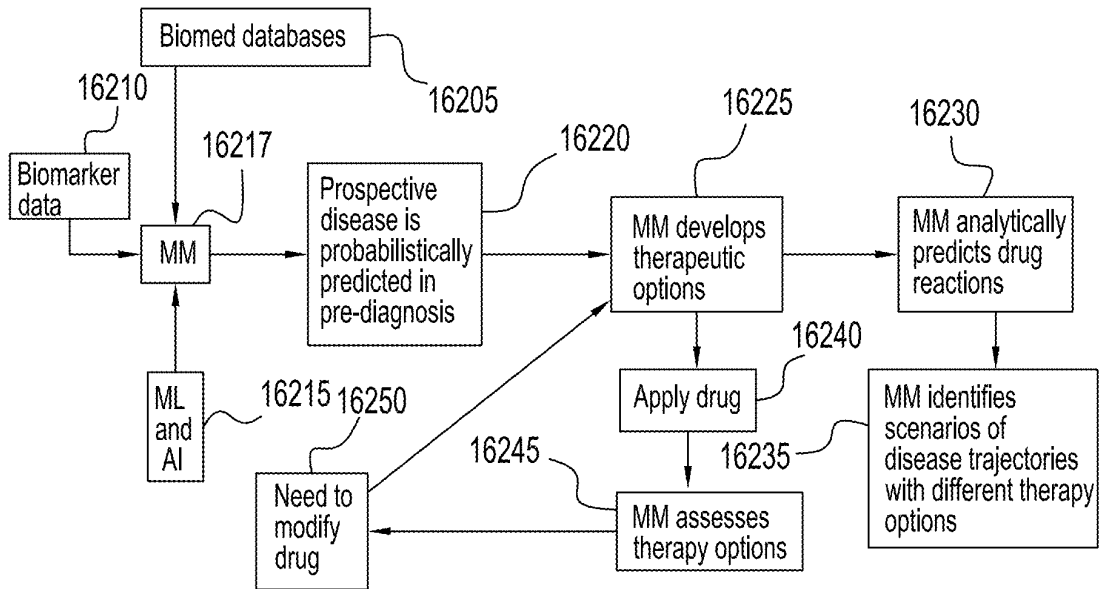 Biomed databases
16205
16210
Biomarker
data
16217
MM
ML
and
AI
16215
16220
Prospective
disease is
probabilistically
predicted in
pre-diagnosis
16225
MM develops
therapeutic
options
16230
MM analytically
predicts drug
reactions
16240
Apply drug
16235
MM identifies
scenarios of
disease trajectories
with different therapy
options
16245
MM assesses
therapy options
16250
Need to
modify
drug